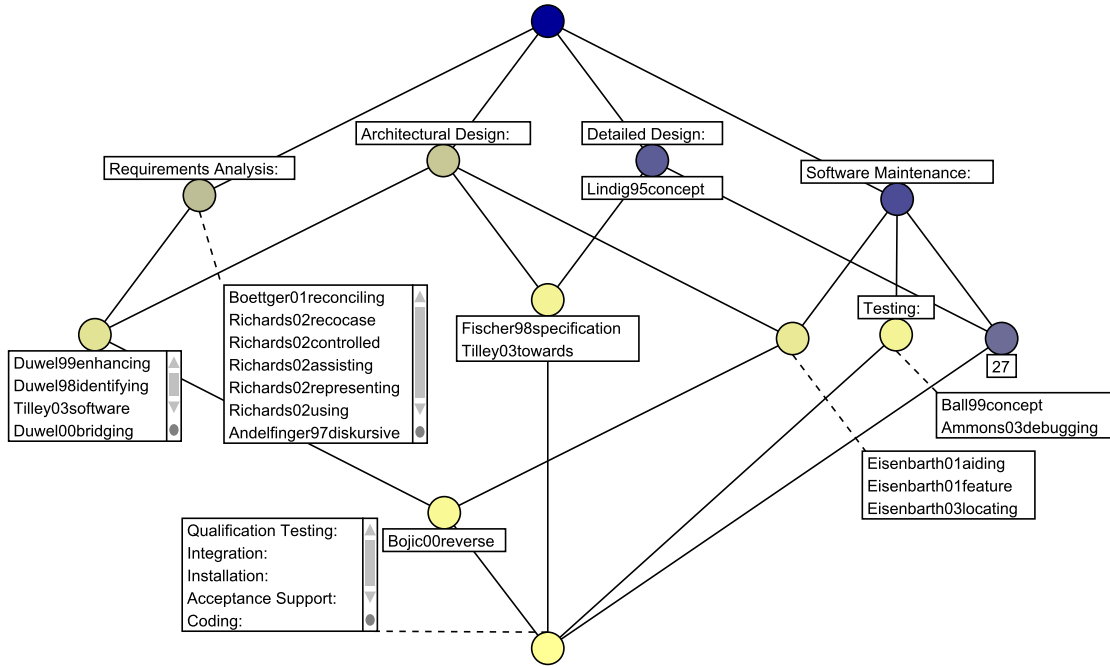 Architectural Design:
Detailed Design:
Requirements Analysis:
Software Maintenance:
Lindig95concept
Boettger01reconciling
Richards02recocase
Richards02controlled
Richards02assisting
Richards02representing
Richards02using
Andelfinger97diskursive
Testing:
Fischer98specification
Tilley03towards
Duwel99enhancing
Duwel98identifying
Tilley03software
Duwel00bridging
27
Ball99concept
Ammons03debugging
Eisenbarth01aiding
Eisenbarth01feature
Eisenbarth03locating
Qualification Testing:
Integration:
Installation:
Acceptance Support:
Coding:
Bojic00reverse